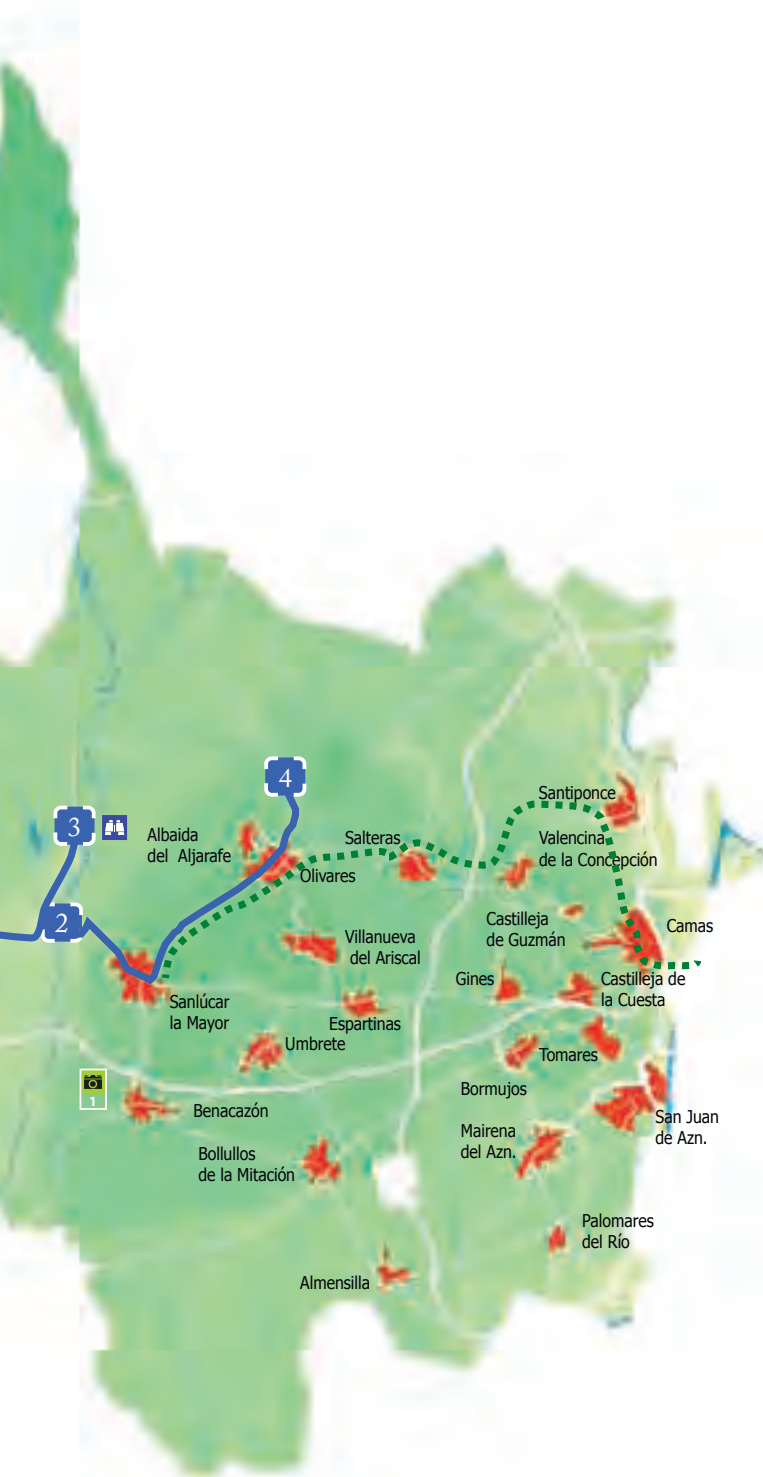 4
Santiponce
3
Albaida
del Aljarafe
Salteras
Valencina
de la Concepción
Olivares
2
Castilleja
de Guzmán
Camas
Villanueva
del Ariscal
Gines
Castilleja de
la Cuesta
Sanlúcar
la Mayor
Espartinas
Umbrete
Tomares
1
Benacazón
Bormujos
San Juan
de Azn.
Mairena
del Azn.
Bollullos
de la Mitación
Palomares
del Río
Almensilla